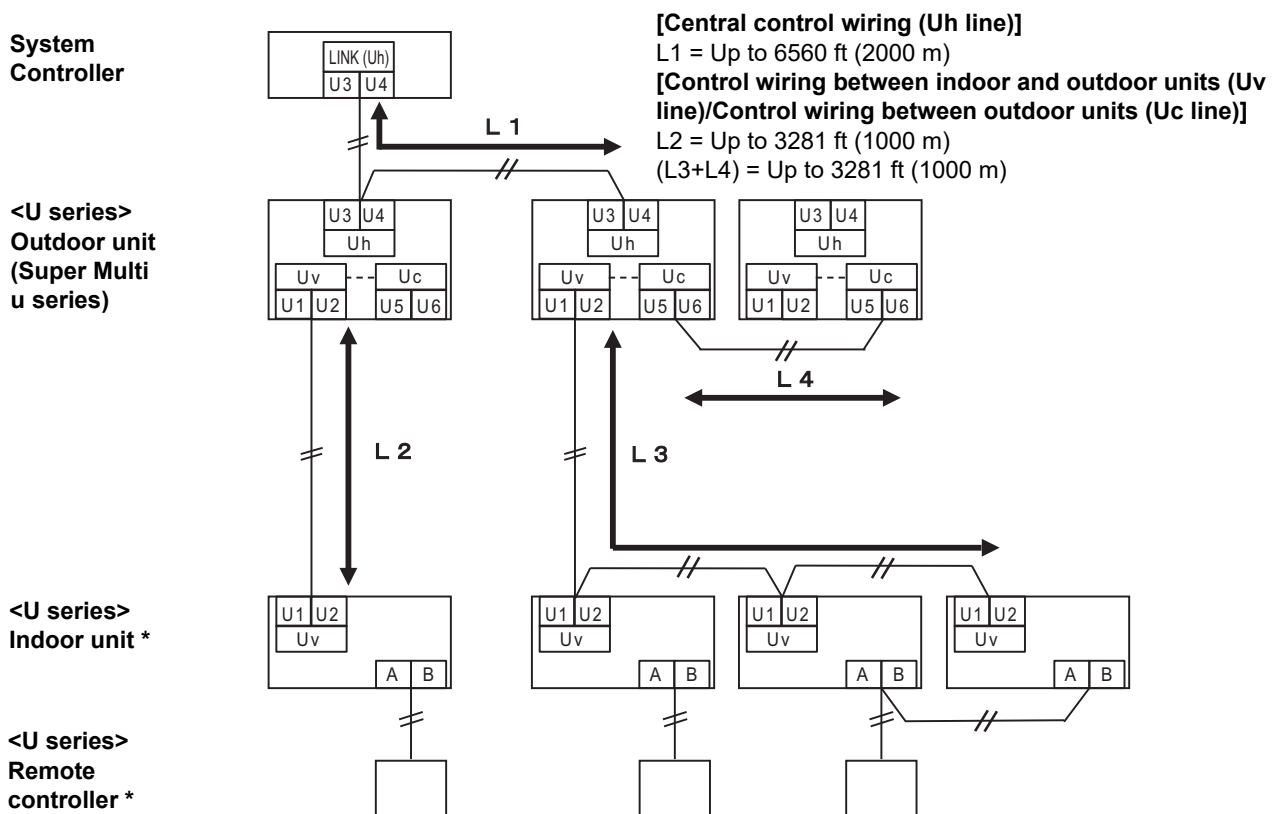 System
Controller
LINK (Uh)
U3 U4
[Central control wiring (Uh line)]
L1 = Up to 6560 ft (2000 m)
[Control wiring between indoor and outdoor units (Uv
line)/Control wiring between outdoor units (Uc line)]
L2 = Up to 3281 ft (1000 m)
(L3+L4) = Up to 3281 ft (1000 m)
L 1
<U series>
Outdoor unit
(Super Multi
u series)
U3 U4
Uh
Uv Uc
U1 U2 U5 U6
U3 U4
Uh
Uv Uc
U1 U2 U5 U6
U3 U4
Uh
Uv Uc
U1 U2 U5 U6
L 4
L 2
L 3
<U series>
Indoor unit *
U1 U2
Uv
A B
U1 U2
Uv
A B
U1 U2
Uv
A B
U1 U2
Uv
A B
<U series>
Remote
controller *